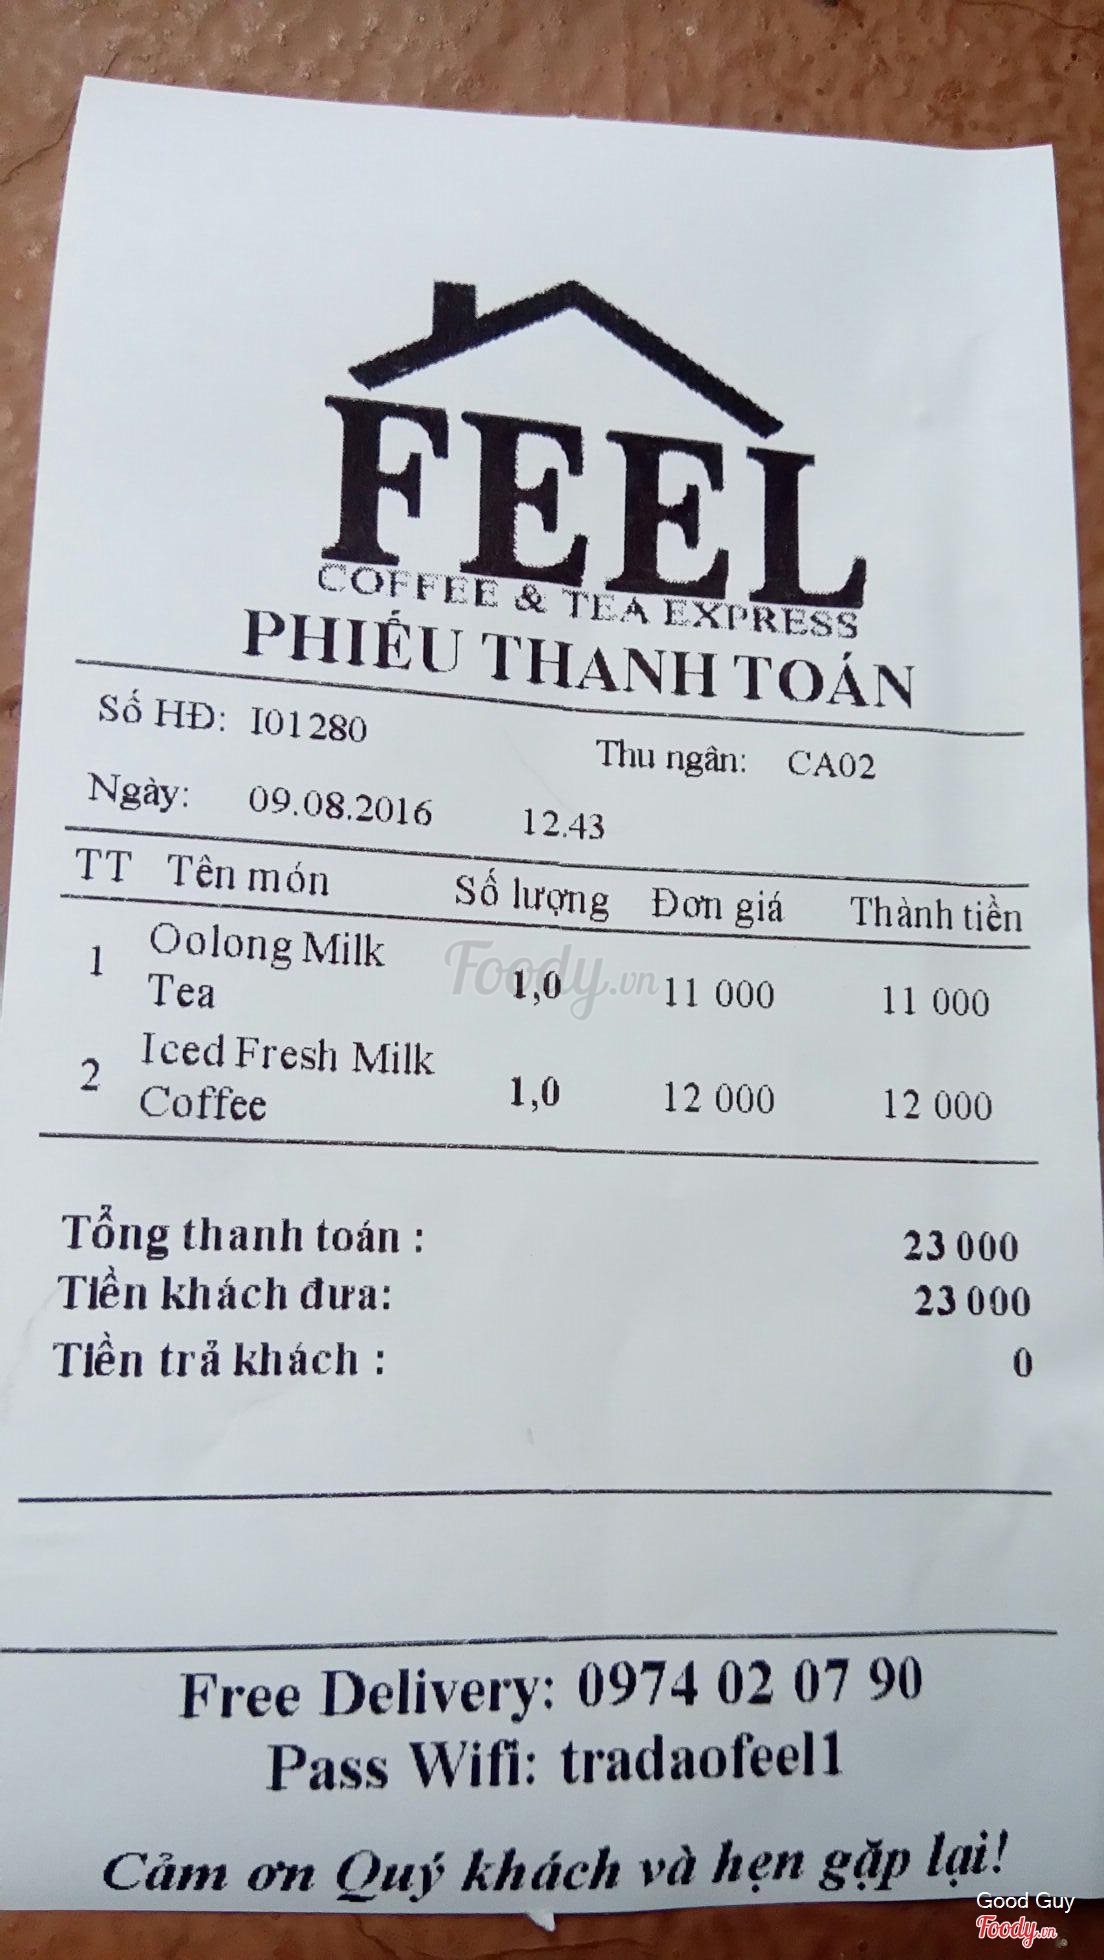 FEEL
COFFEE & TEA EXPRESS
PHIẾU THANH TOÁN
Số HĐ: I01280 Thu ngân: CA02
Ngày: 09.08.2016 12.43
TT Tên món Số lượng Đơn giá Thành tiền
1 Oolong Milk Tea 1,0 11 000 11 000
2 Iced Fresh Milk Coffee 1,0 12 000 12 000
Tổng thanh toán : 23 000
Tiền khách đưa: 23 000
Tiền trả khách : 0
Free Delivery: 0974 02 07 90
Pass Wifi: tradaofeel1
Cảm ơn Quý khách và hẹn gặp lại!
Foody.vn
Good Guy
Foody.vn